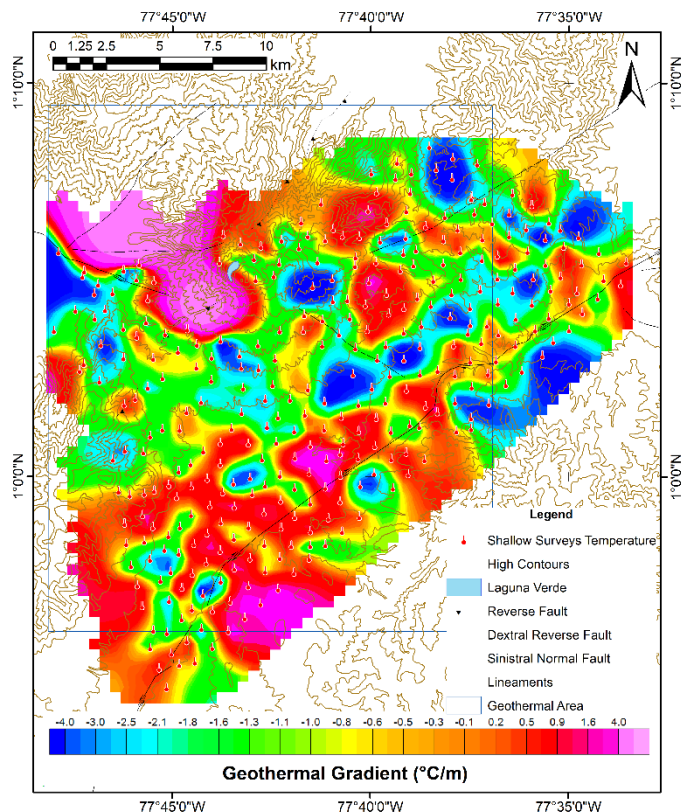 77°45'0"W 77°40'0"W 77°35'0"W
0 1.25 2.5 5 7.5 10
km
N
1°10'0"N 1°10'0"N
1°0'0"N 1°0'0"N
Legend
Shallow Surveys Temperature
High Contours
Laguna Verde
Reverse Fault
Dextral Reverse Fault
Sinistral Normal Fault
Lineaments
Geothermal Area
-4.0 -3.0 -2.5 -2.1 -1.8 -1.6 -1.3 -1.1 -1.0 -0.8 -0.6 -0.5 -0.3 -0.1 0.2 0.5 0.9 1.6 4.0
Geothermal Gradient (°C/m)
77°45'0"W 77°40'0"W 77°35'0"W